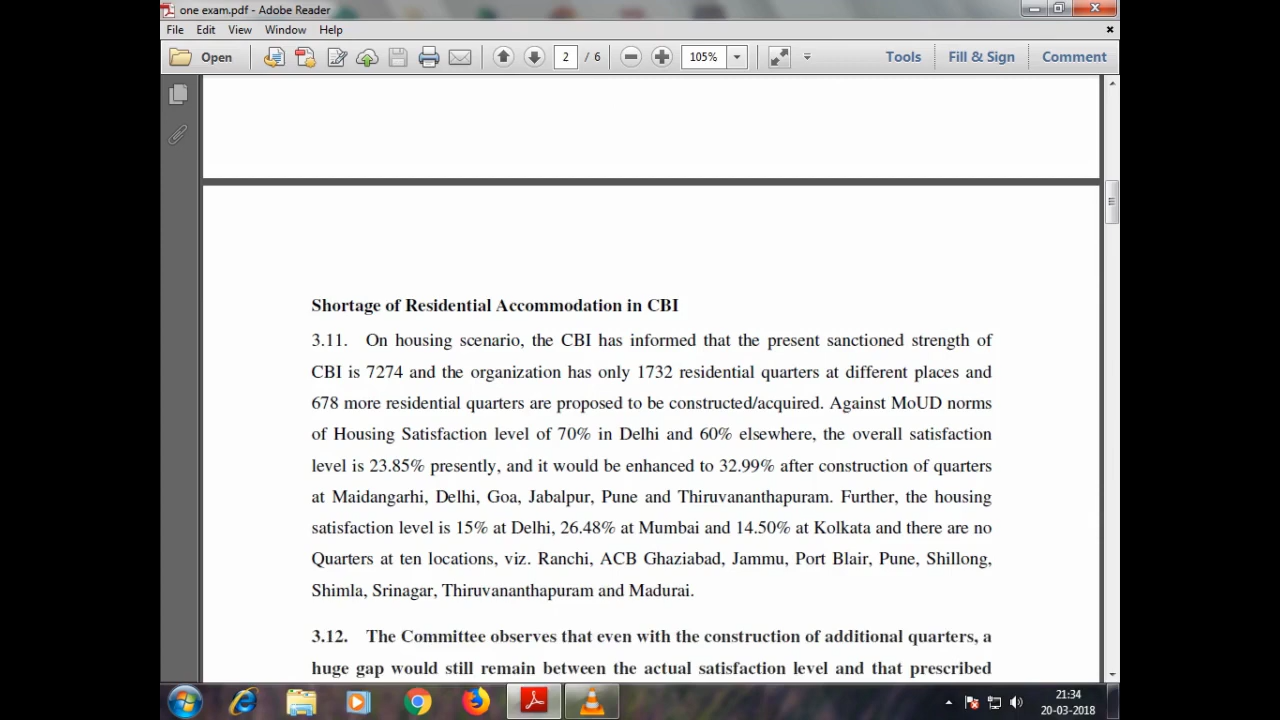 one exam.pdf - Adobe Reader
File Edit View Window Help
Open 2 / 6 105% Tools Fill & Sign Comment
Shortage of Residential Accommodation in CBI
3.11. On housing scenario, the CBI has informed that the present sanctioned strength of
CBI is 7274 and the organization has only 1732 residential quarters at different places and
678 more residential quarters are proposed to be constructed/acquired. Against MoUD norms
of Housing Satisfaction level of 70% in Delhi and 60% elsewhere, the overall satisfaction
level is 23.85% presently, and it would be enhanced to 32.99% after construction of quarters
at Maidangarhi, Delhi, Goa, Jabalpur, Pune and Thiruvananthapuram. Further, the housing
satisfaction level is 15% at Delhi, 26.48% at Mumbai and 14.50% at Kolkata and there are no
Quarters at ten locations, viz. Ranchi, ACB Ghaziabad, Jammu, Port Blair, Pune, Shillong,
Shimla, Srinagar, Thiruvananthapuram and Madurai.
3.12. The Committee observes that even with the construction of additional quarters, a
huge gap would still remain between the actual satisfaction level and that prescribed
21:34
20-03-2018